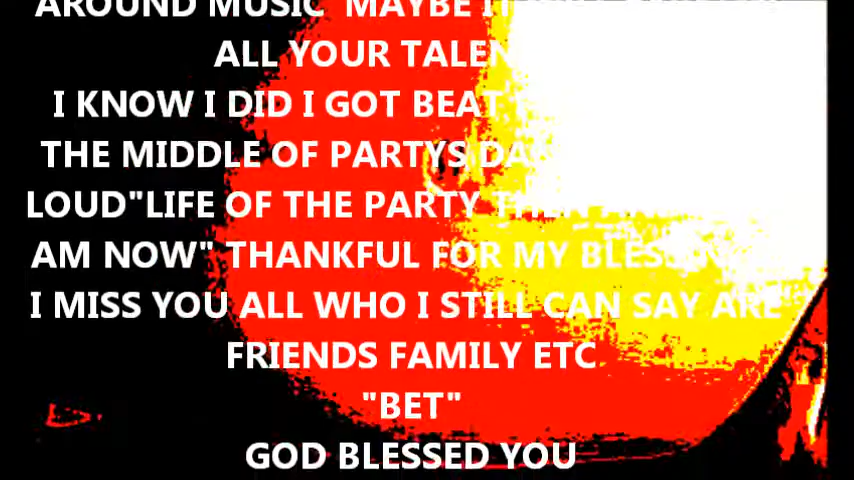 AROUND MUSIC MAYBE
ALL YOUR TALEN
I KNOW I DID I GOT BEAT
THE MIDDLE OF PARTYS
LOUD"LIFE OF THE PARTY THEN
AM NOW" THANKFUL FOR MY
I MISS YOU ALL WHO I STILL CAN SAY ARE
FRIENDS FAMILY ETC
"BET"
GOD BLESSED YOU